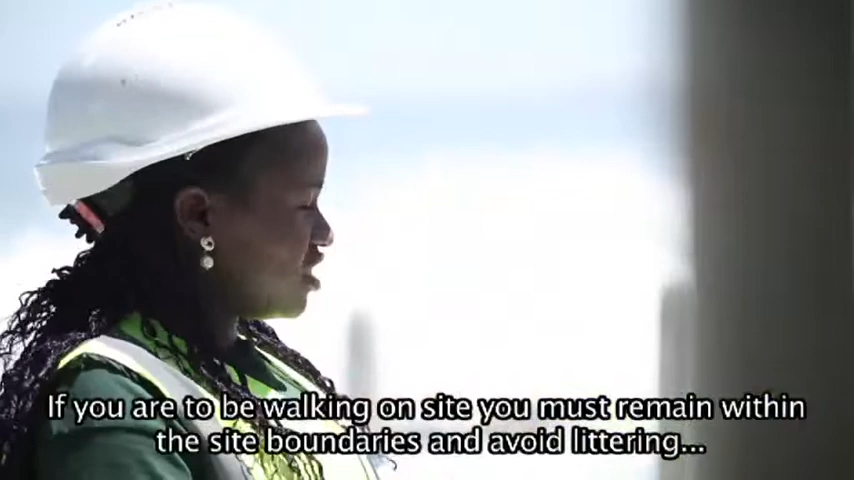 If you are to be walking on site you must remain within
the site boundaries and avoid littering...